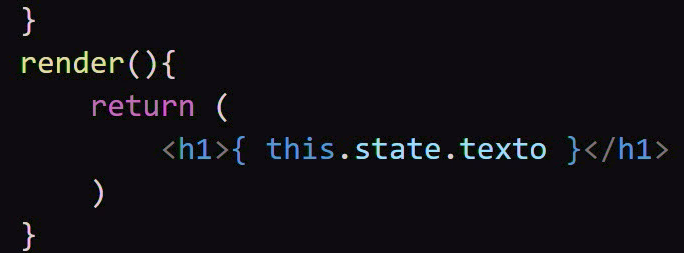 }
render(){
return (
<h1>{ this.state.texto }</h1>
)
}